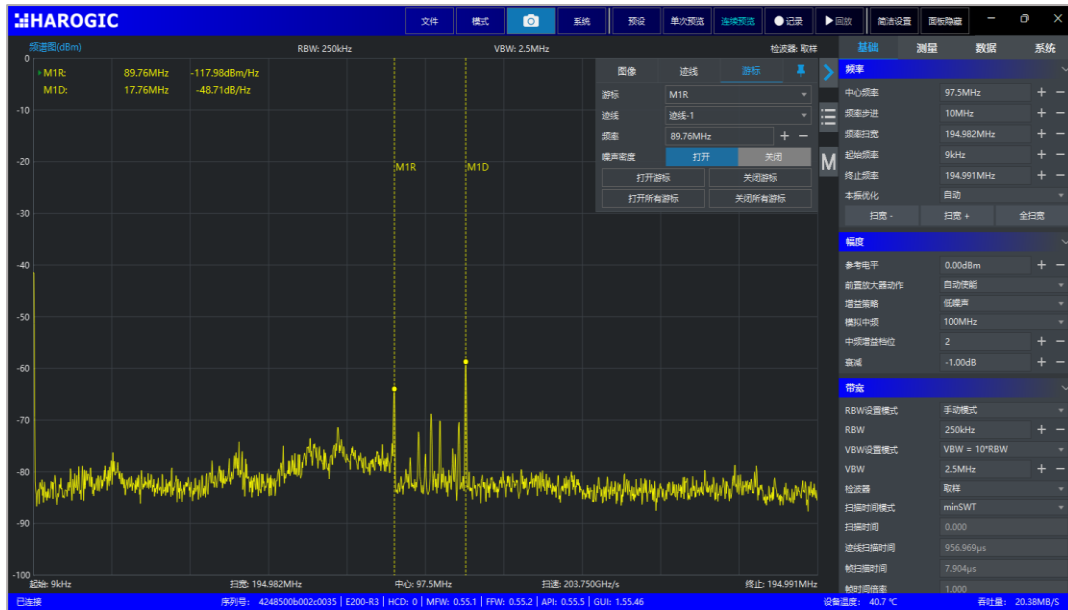 HAROGIC
文件 模式 系统 预设 单次预览 连续预览 记录 回放 简洁设置 面板隐藏
频谱图(dBm) RBW: 250kHz VBW: 2.5MHz 检波器: 取样
M1R: 89.76MHz -117.98dBm/Hz
M1D: 17.76MHz -48.71dB/Hz
0
-10
-20
-30
-40
-50
-60
-70
-80
-90
-100
M1R M1D
起始: 9kHz 扫宽: 194.982MHz 中心: 97.5MHz 扫速: 203.750GHz/s 终止: 194.991MHz
图像 迹线 游标
游标 M1R
迹线 迹线-1
频率 89.76MHz + −
噪声密度 打开 关闭
打开游标 关闭游标
打开所有游标 关闭所有游标
M
基础 测量 数据 系统
频率
中心频率 97.5MHz + −
频率步进 10MHz + −
频率扫宽 194.982MHz + −
起始频率 9kHz + −
终止频率 194.991MHz + −
本振优化 自动
扫宽 - 扫宽 + 全扫宽
幅度
参考电平 0.00dBm + −
前置放大器动作 自动使能
增益策略 低噪声
模拟中频 100MHz
中频增益档位 2 + −
衰减 -1.00dB + −
带宽
RBW设置模式 手动模式
RBW 250kHz + −
VBW设置模式 VBW = 10*RBW
VBW 2.5MHz + −
检波器 取样
扫描时间模式 minSWT
扫描时间 0.000
迹线扫描时间 956.969μs
帧扫描时间 7.904μs
帧时间倍率 1.000
已连接 序列号: 4248500b002c0035 | E200-R3 | HCD: 0 | MFW: 0.55.1 | FFW: 0.55.2 | API: 0.55.5 | GUI: 1.55.46 设备温度: 40.7 ℃ 吞吐量: 20.38MB/S